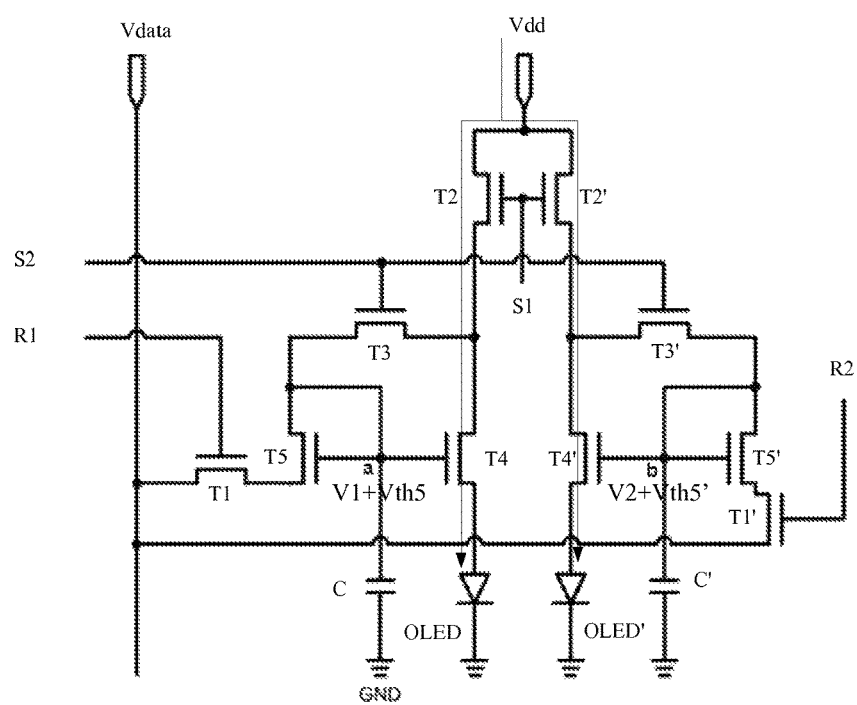 Vdata
Vdd
T2
T2'
S2
S1
R1
T3
T3'
R2
T5
a
T4
T4'
b
T5'
T1
V1+Vth5
V2+Vth5’
T1'
C
C'
OLED
OLED'
GND